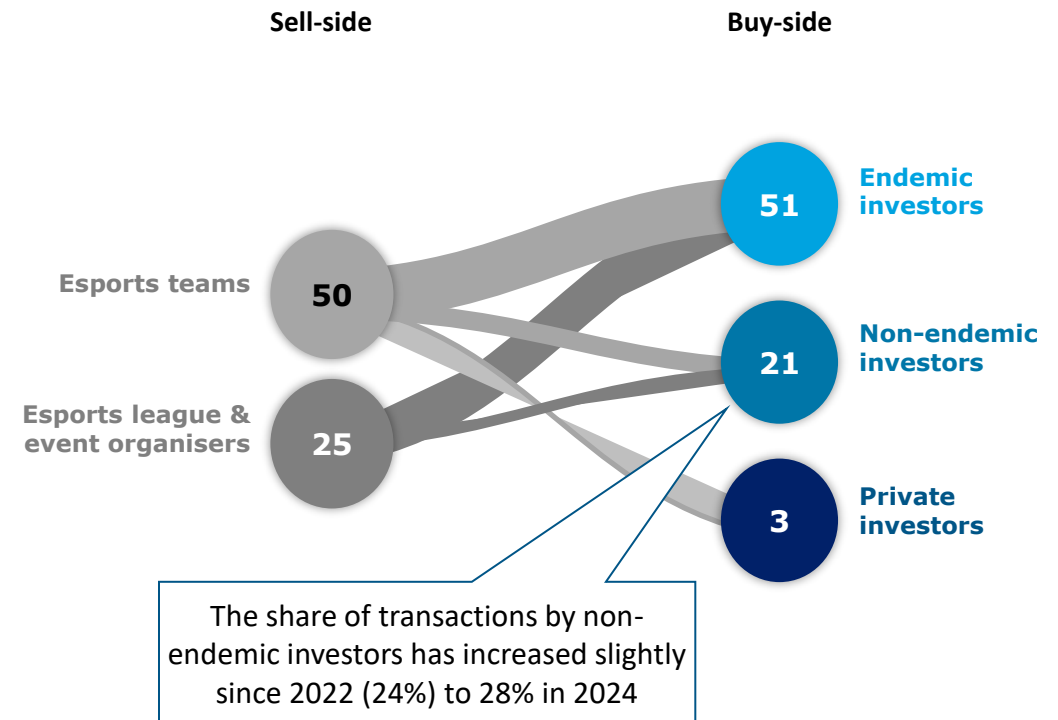 Sell-side
Buy-side
Esports teams
50
Esports league &
event organisers
25
51
Endemic
investors
21
Non-endemic
investors
3
Private
investors
The share of transactions by non-
endemic investors has increased slightly
since 2022 (24%) to 28% in 2024